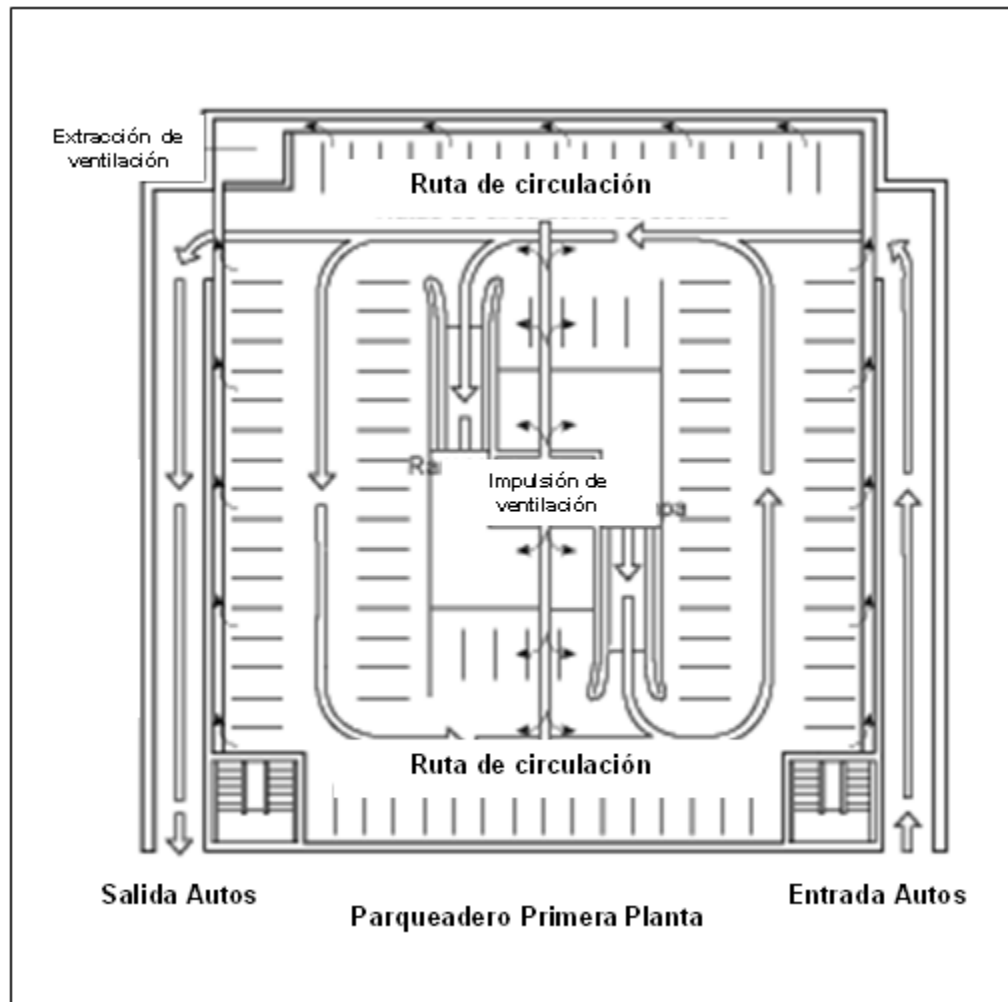 Extracción de
ventilación
Ruta de circulación
Impulsión de
ventilación
Ruta de circulación
Salida Autos
Entrada Autos
Parqueadero Primera Planta